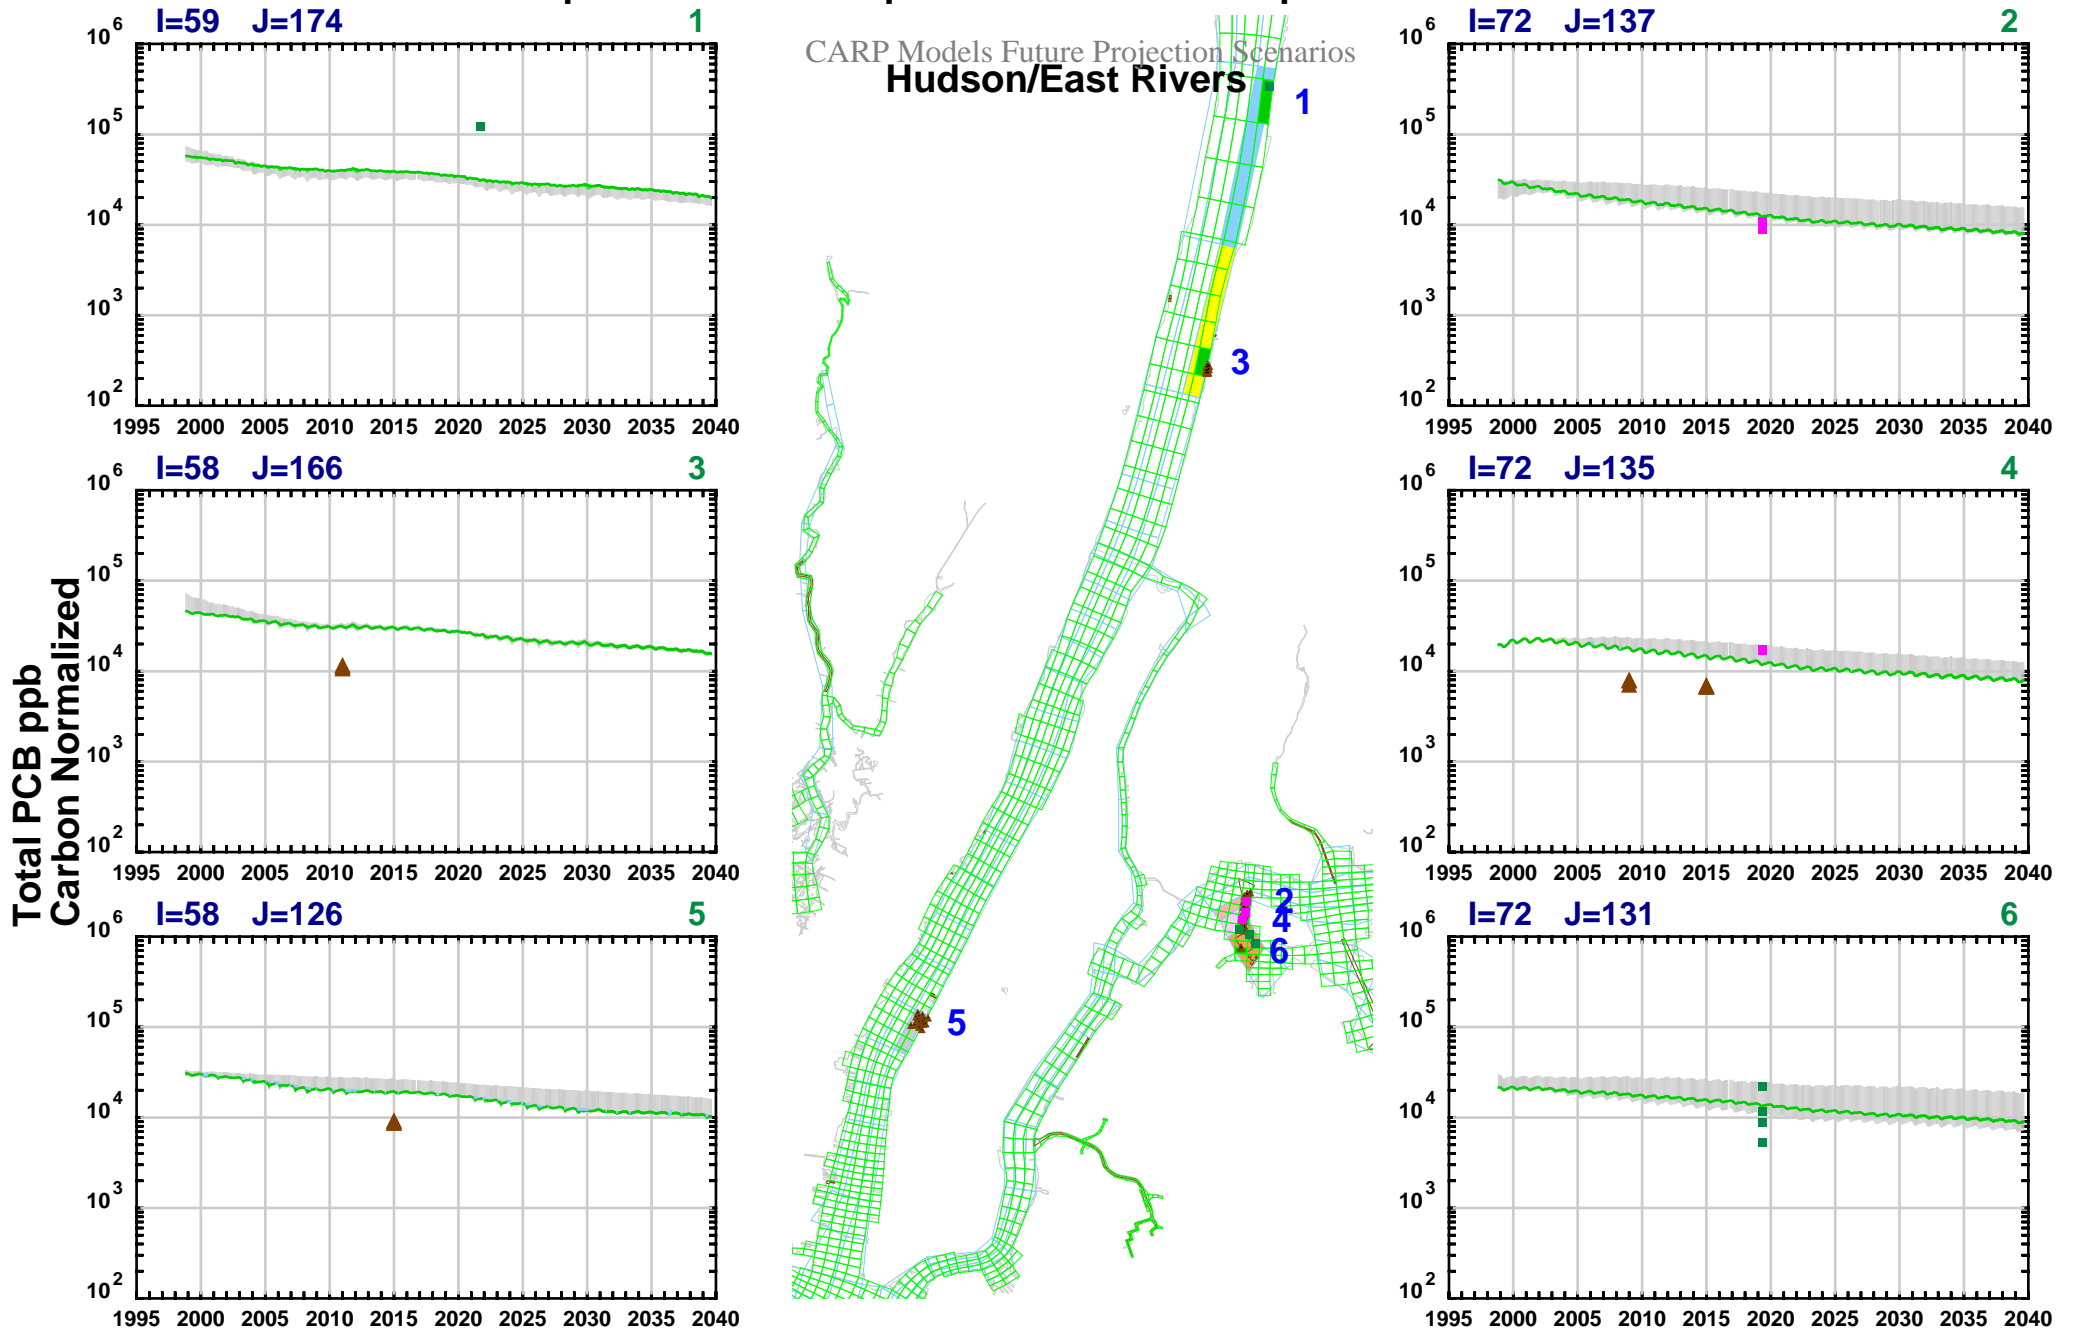 I=59 J=174 1
10^6
10^5
10^4
10^3
10^2
1995 2000 2005 2010 2015 2020 2025 2030 2035 2040
I=58 J=166 3
10^6
10^5
10^4
10^3
10^2
1995 2000 2005 2010 2015 2020 2025 2030 2035 2040
I=58 J=126 5
10^6
10^5
10^4
10^3
10^2
1995 2000 2005 2010 2015 2020 2025 2030 2035 2040
Total PCB ppb
Carbon Normalized
CARP Models Future Projection Scenarios
Hudson/East Rivers
1
3
2
4
6
5
I=72 J=137 2
10^6
10^5
10^4
10^3
10^2
1995 2000 2005 2010 2015 2020 2025 2030 2035 2040
I=72 J=135 4
10^6
10^5
10^4
10^3
10^2
1995 2000 2005 2010 2015 2020 2025 2030 2035 2040
I=72 J=131 6
10^6
10^5
10^4
10^3
10^2
1995 2000 2005 2010 2015 2020 2025 2030 2035 2040